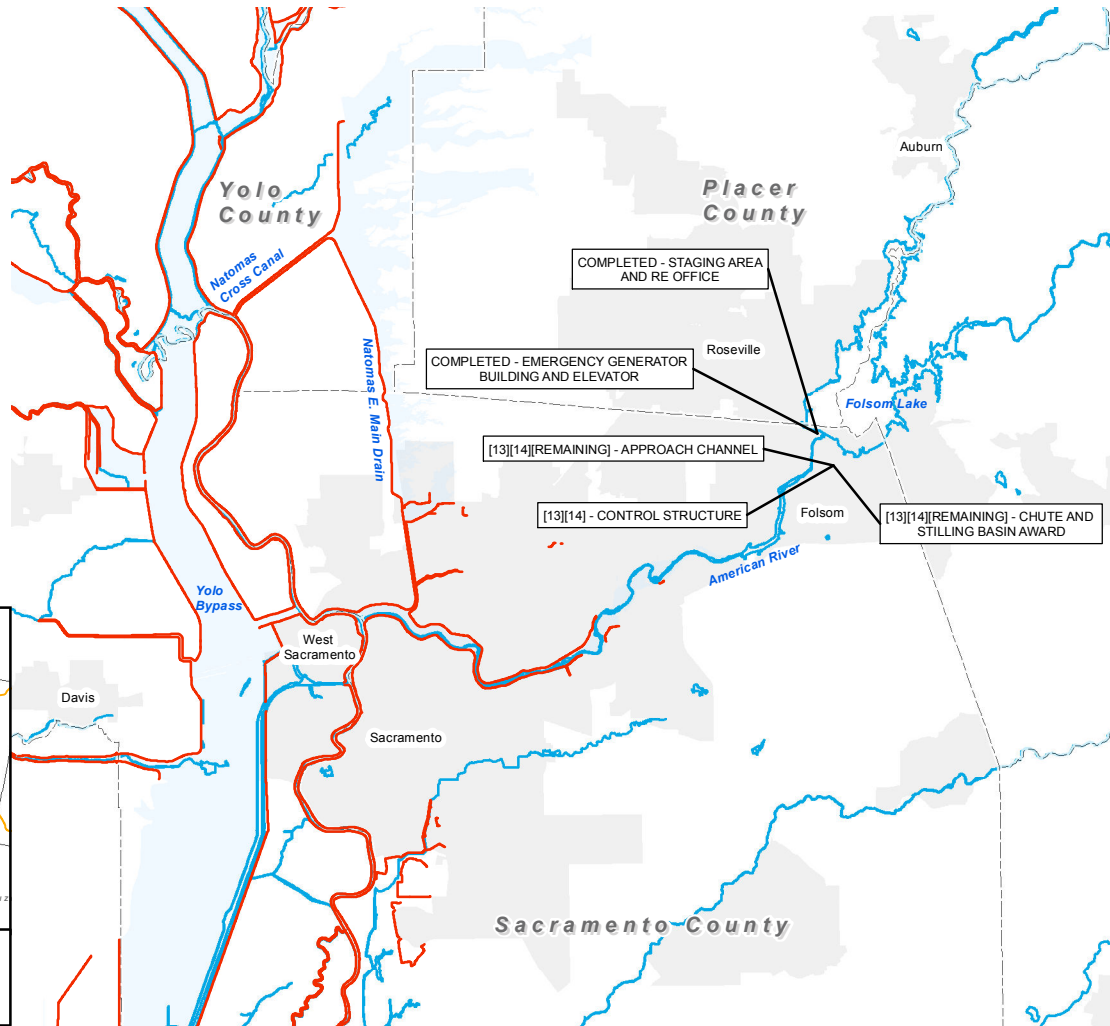 Auburn
Yolo
County
Placer
County
Natomas
Cross Canal
COMPLETED - STAGING AREA
AND RE OFFICE
Roseville
COMPLETED - EMERGENCY GENERATOR
BUILDING AND ELEVATOR
Natomas E. Main Drain
Folsom Lake
[13][14][REMAINING] - APPROACH CHANNEL
[13][14] - CONTROL STRUCTURE
Folsom
[13][14][REMAINING] - CHUTE AND
STILLING BASIN AWARD
American River
Yolo
Bypass
West
Sacramento
Davis
Sacramento
Sacramento County